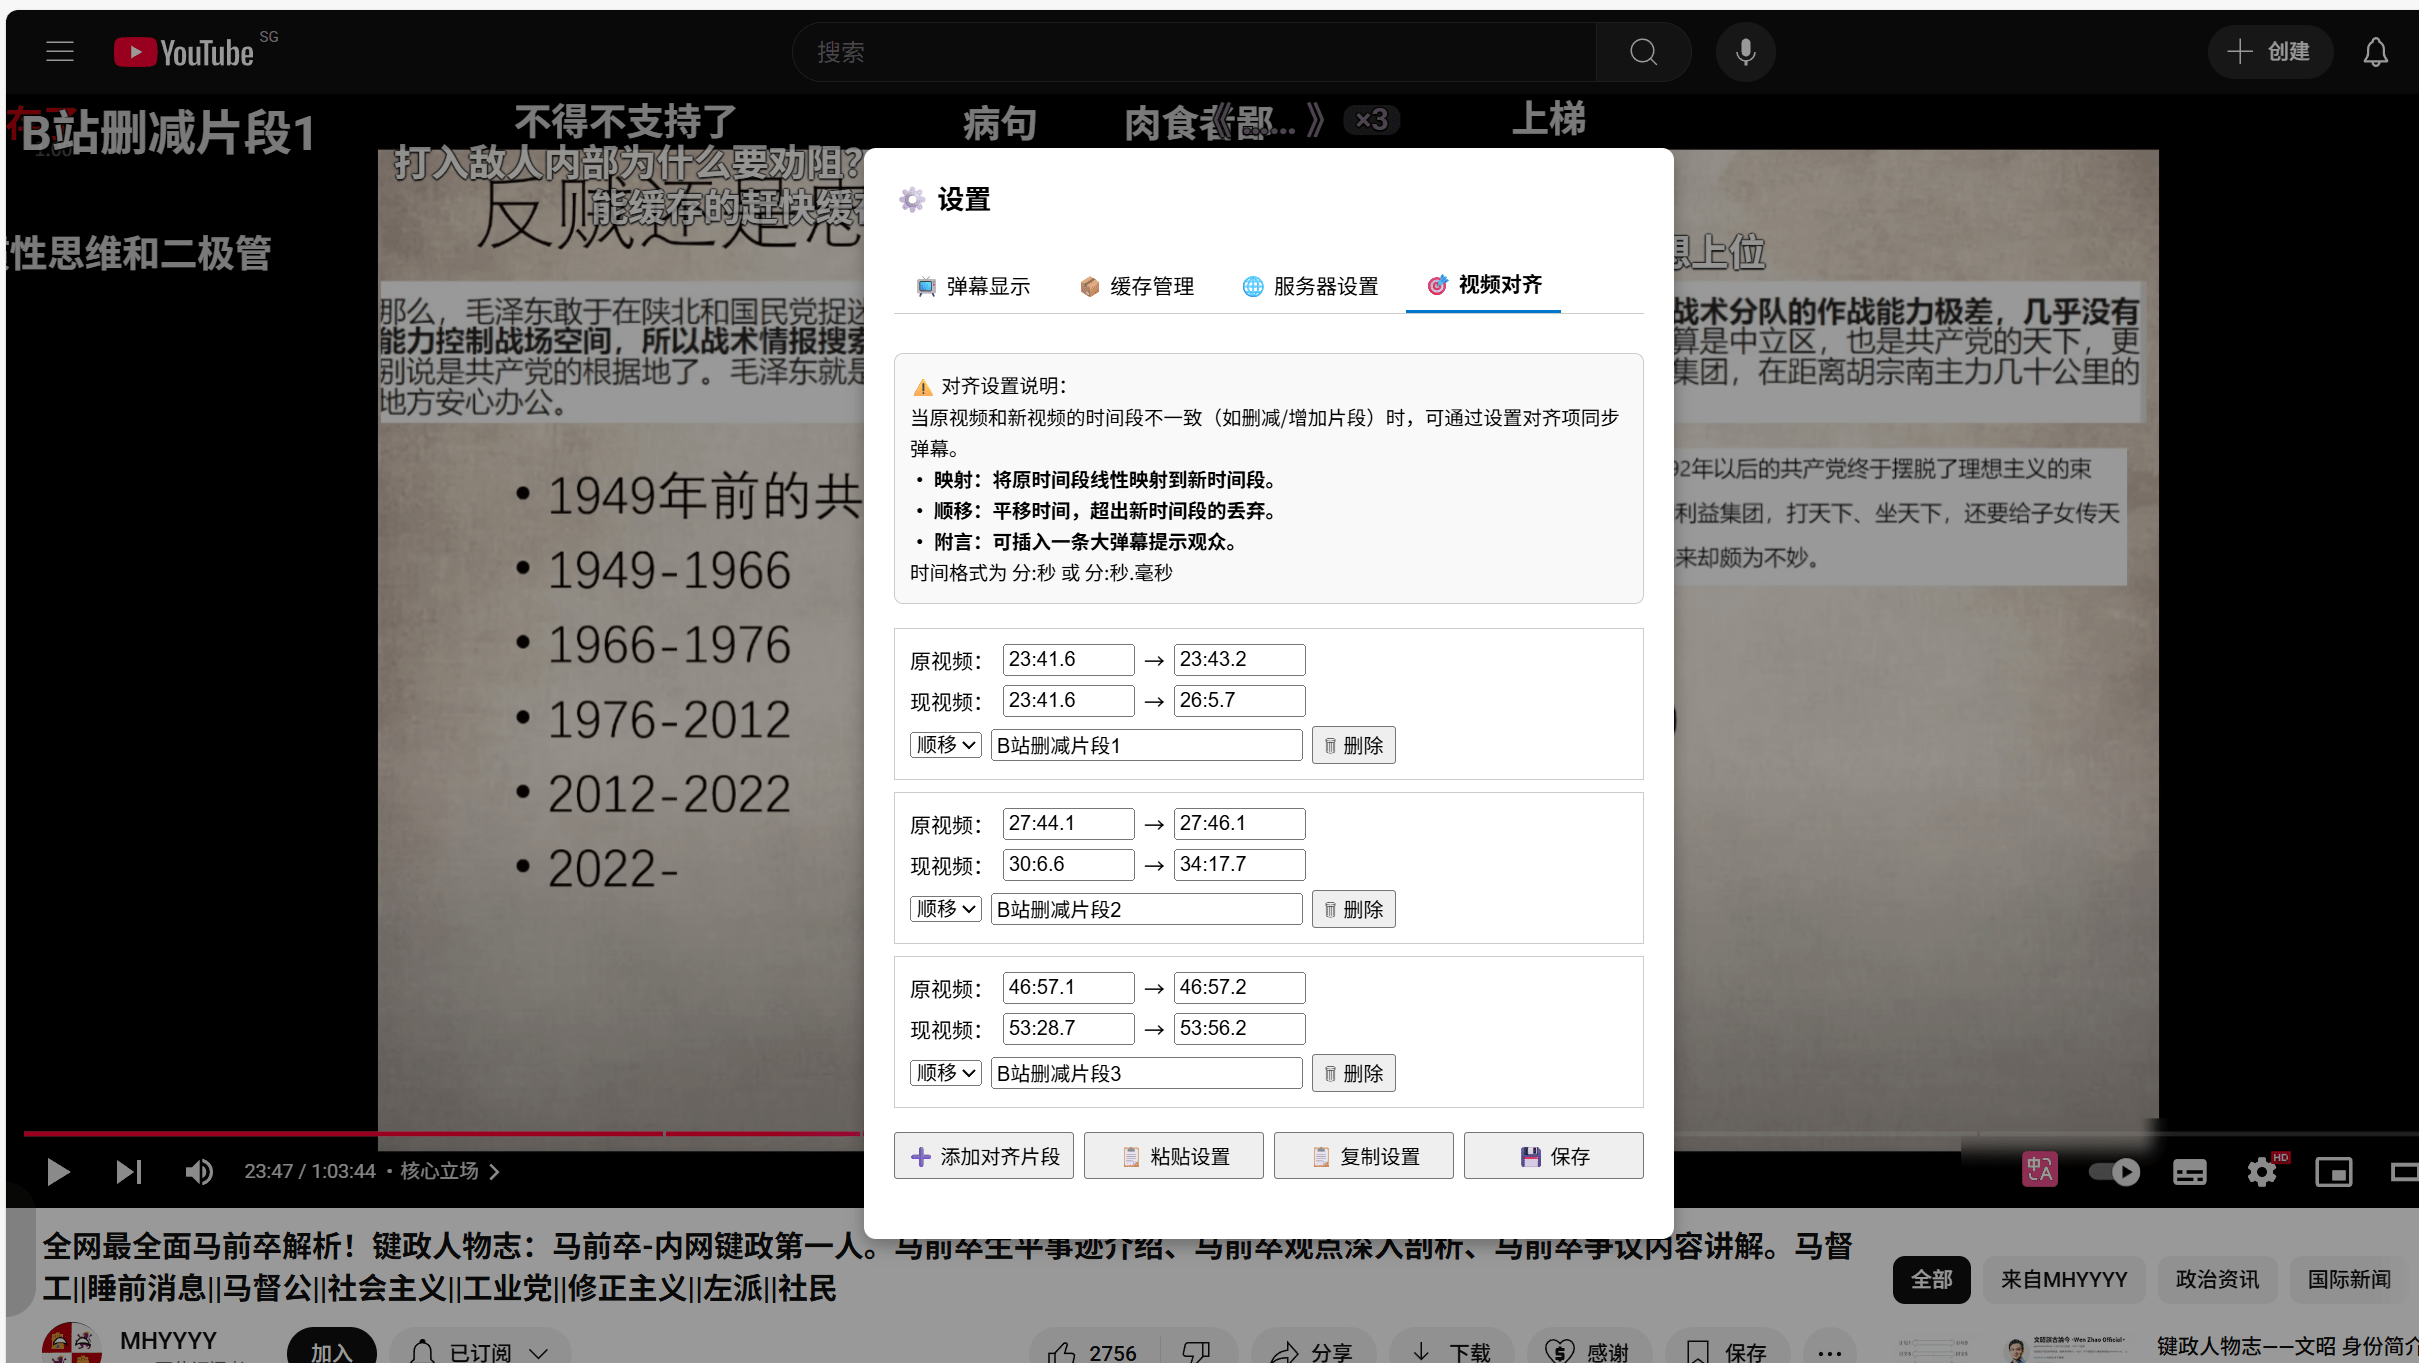 YouTube SG
搜索
创建
B站删减片段1
不得不支持了
病句
肉食者鄙
《……》 ×3
上梯
打入敌人内部为什么要劝阻?
能缓存的赶快缓存
性思维和二极管
想上位
反贼还是忠
那么，毛泽东敢于在陕北和国民党捉迷
能力控制战场空间，所以战术情报搜索
别说是共产党的根据地了。毛泽东就是
地方安心办公。
战术分队的作战能力极差，几乎没有
算是中立区，也是共产党的天下，更
集团，在距离胡宗南主力几十公里的
92年以后的共产党终于摆脱了理想主义的束
利益集团，打天下、坐天下，还要给子女传天
来却颇为不妙。
• 1949年前的共
• 1949-1966
• 1966-1976
• 1976-2012
• 2012-2022
• 2022-
设置
弹幕显示
缓存管理
服务器设置
视频对齐
对齐设置说明：
当原视频和新视频的时间段不一致（如删减/增加片段）时，可通过设置对齐项同步
弹幕。
• 映射：将原时间段线性映射到新时间段。
• 顺移：平移时间，超出新时间段的丢弃。
• 附言：可插入一条大弹幕提示观众。
时间格式为 分:秒 或 分:秒.毫秒
原视频： 23:41.6 → 23:43.2
现视频： 23:41.6 → 26:5.7
顺移 B站删减片段1 删除
原视频： 27:44.1 → 27:46.1
现视频： 30:6.6 → 34:17.7
顺移 B站删减片段2 删除
原视频： 46:57.1 → 46:57.2
现视频： 53:28.7 → 53:56.2
顺移 B站删减片段3 删除
添加对齐片段
粘贴设置
复制设置
保存
23:47 / 1:03:44 • 核心立场
中 A
HD
全网最全面马前卒解析！键政人物志：马前卒-内网键政第一人。马前卒生平事迹介绍、马前卒观点深入剖析、马前卒争议内容讲解。马督
工||睡前消息||马督公||社会主义||工业党||修正主义||左派||社民
全部
来自MHYYYY
政治资讯
国际新闻
MHYYYY
加入
已订阅
2756
分享
下载
感谢
保存
键政人物志——文昭 身份简介